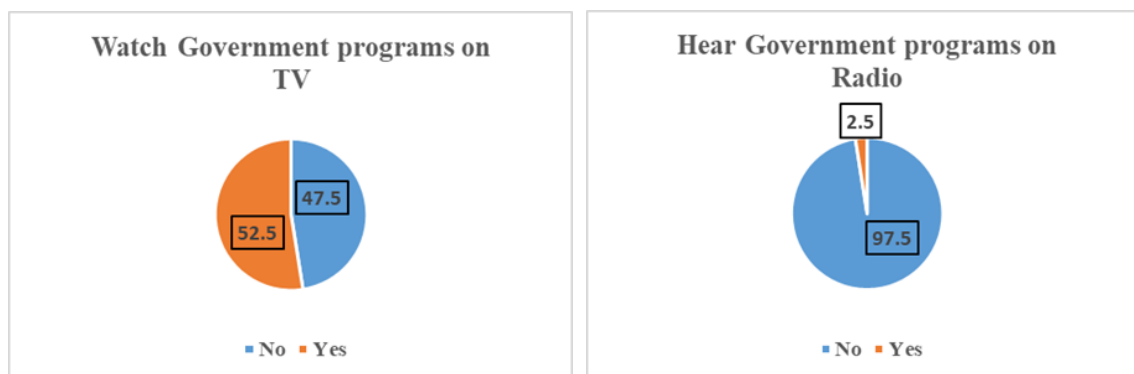 Watch Government programs on
TV
47.5
52.5
No Yes
Hear Government programs on
Radio
2.5
97.5
No Yes